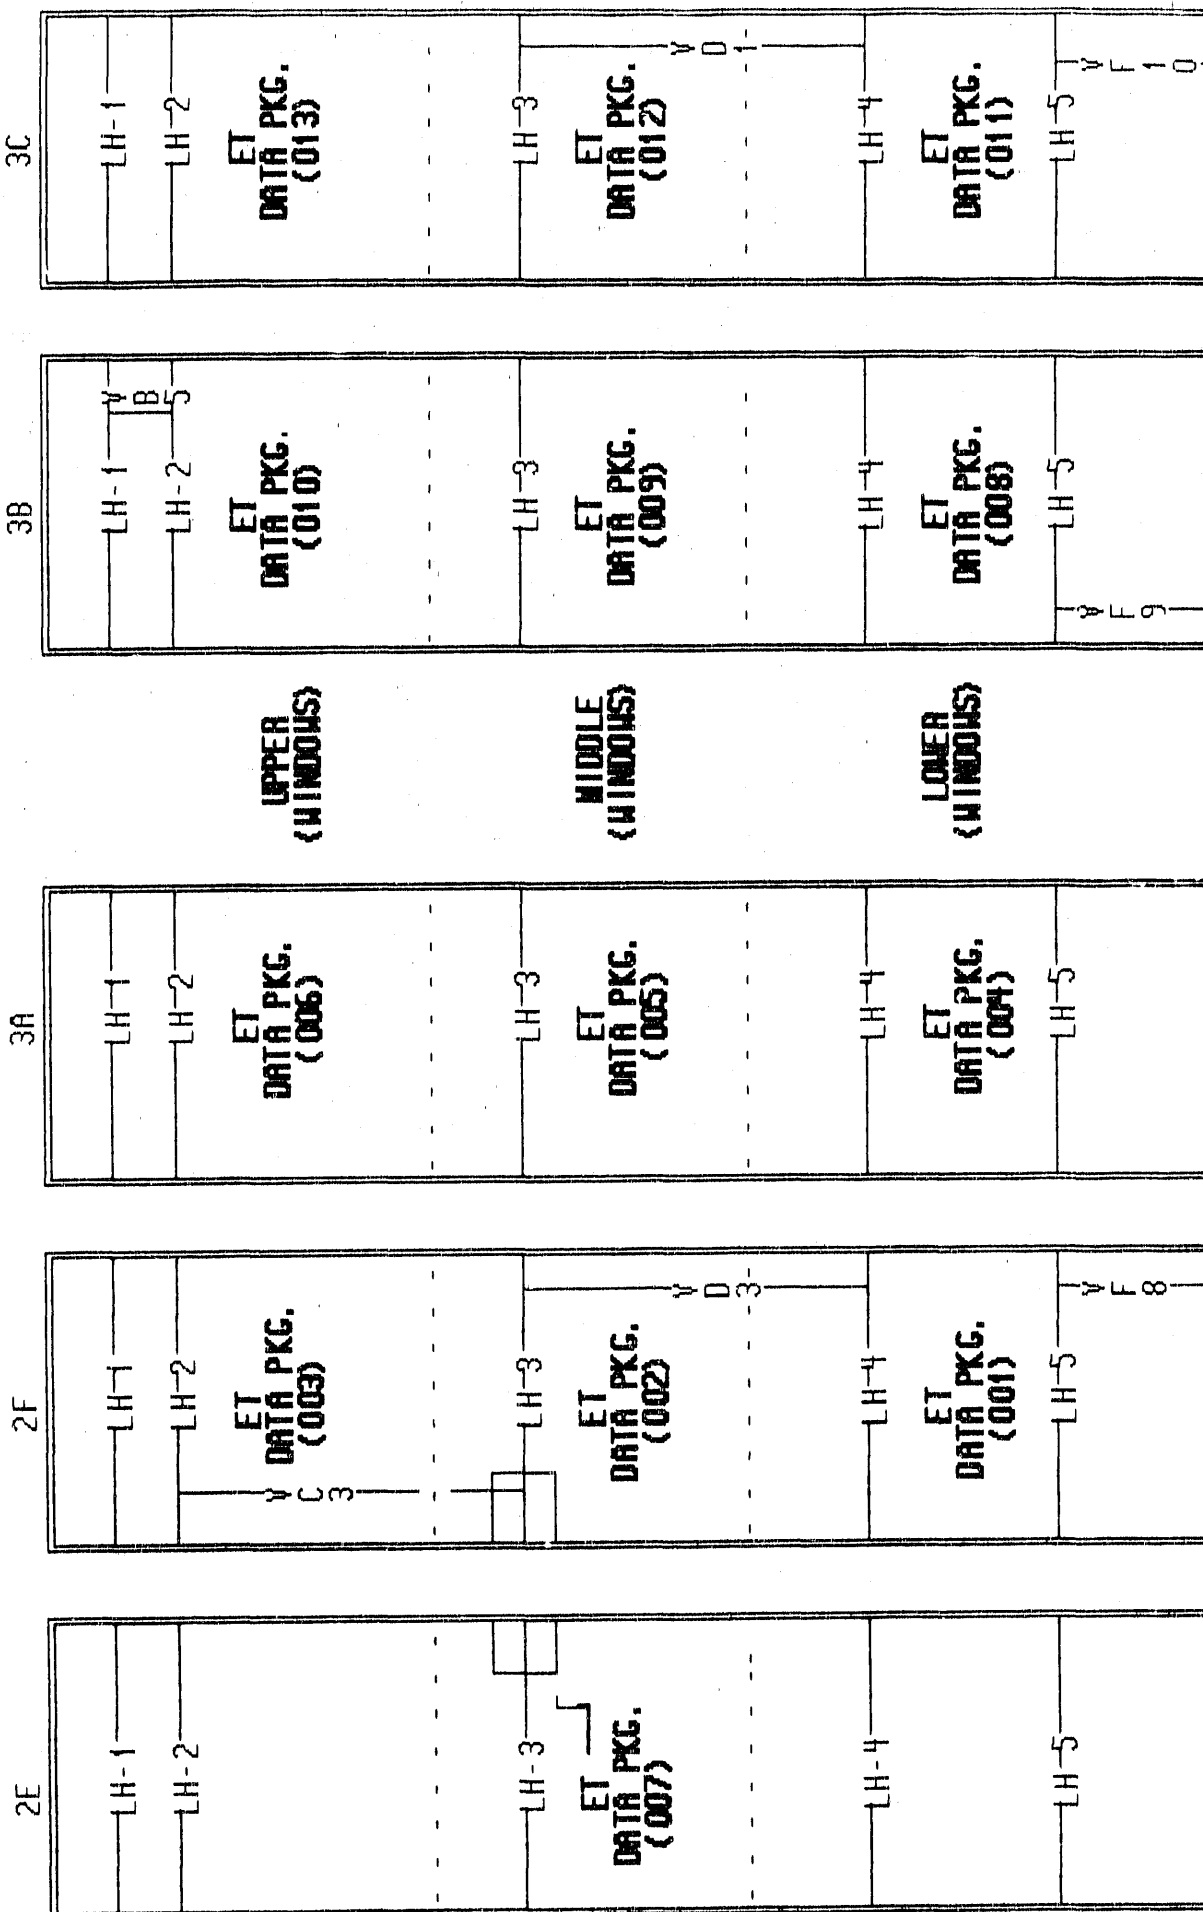 2E
LH-1
LH-2
LH-3
ET
DATA PKG.
(007)
LH-4
LH-5
2F
LH-1
LH-2
ET
DATA PKG.
(003)
VC3
LH-3
ET
DATA PKG.
(002)
VD3
LH-4
ET
DATA PKG.
(001)
LH-5
VF8
3A
LH-1
LH-2
ET
DATA PKG.
(006)
LH-3
ET
DATA PKG.
(005)
LH-4
ET
DATA PKG.
(004)
LH-5
UPPER
(WINDOWS)
MIDDLE
(WINDOWS)
LOWER
(WINDOWS)
3B
LH-1
VB5
LH-2
ET
DATA PKG.
(010)
LH-3
ET
DATA PKG.
(009)
LH-4
ET
DATA PKG.
(008)
LH-5
VF9
3C
LH-1
LH-2
ET
DATA PKG.
(013)
LH-3
VD1
ET
DATA PKG.
(012)
LH-4
ET
DATA PKG.
(011)
LH-5
VF10